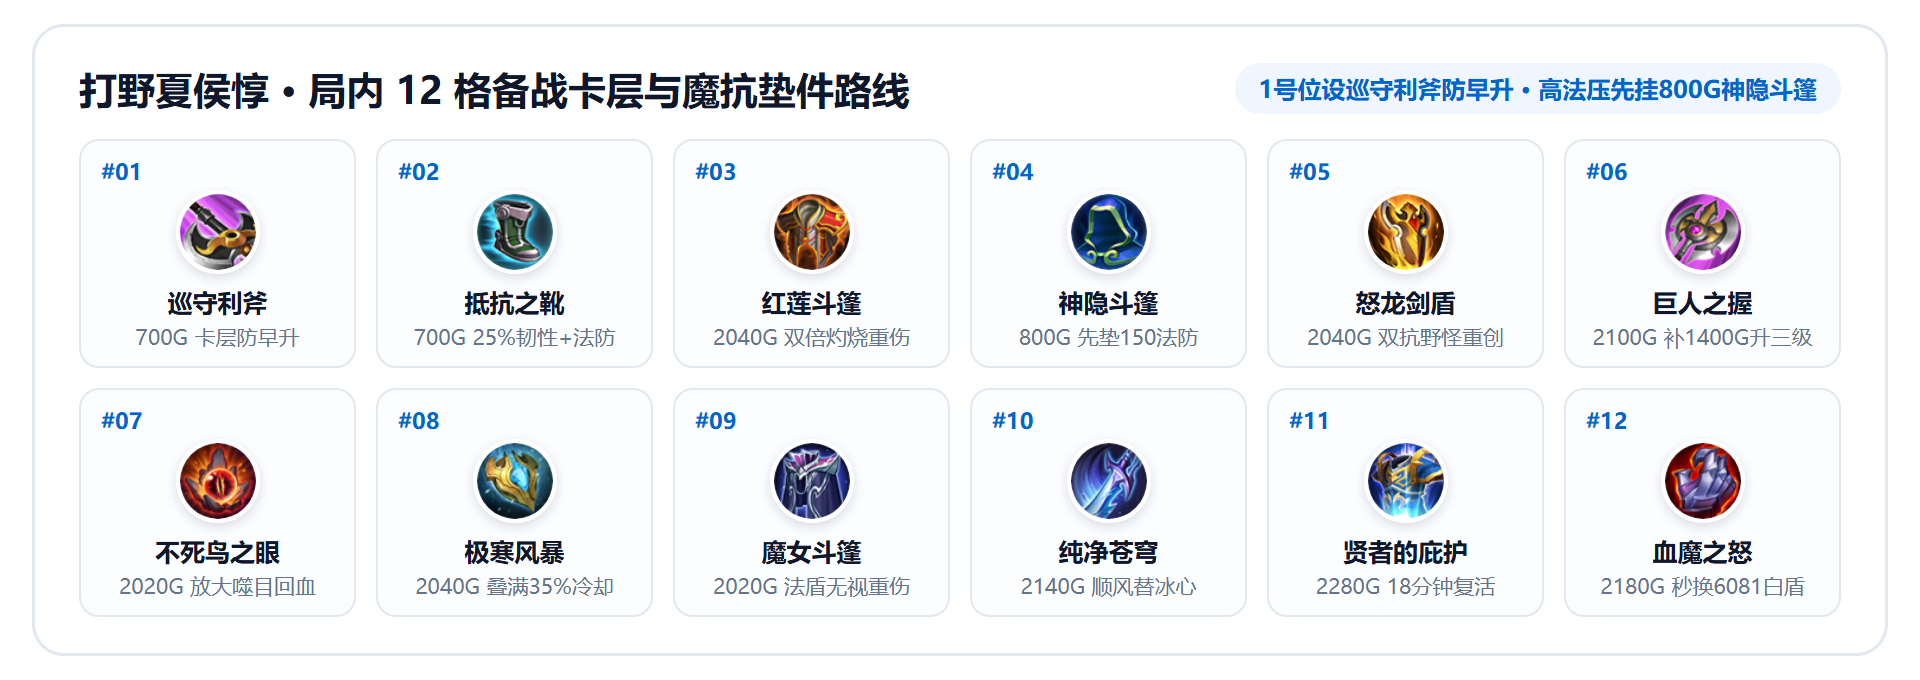 打野夏侯惇 • 局内 12 格备战卡层与魔抗垫件路线
1号位设巡守利斧防早升 • 高法压先挂800G神隐斗篷
#01
巡守利斧
700G 卡层防早升
#02
抵抗之靴
700G 25%韧性+法防
#03
红莲斗篷
2040G 双倍灼烧重伤
#04
神隐斗篷
800G 先垫150法防
#05
怒龙剑盾
2040G 双抗野怪重创
#06
巨人之握
2100G 补1400G升三级
#07
不死鸟之眼
2020G 放大噬目回血
#08
极寒风暴
2040G 叠满35%冷却
#09
魔女斗篷
2020G 法盾无视重伤
#10
纯净苍穹
2140G 顺风替冰心
#11
贤者的庇护
2280G 18分钟复活
#12
血魔之怒
2180G 秒换6081白盾